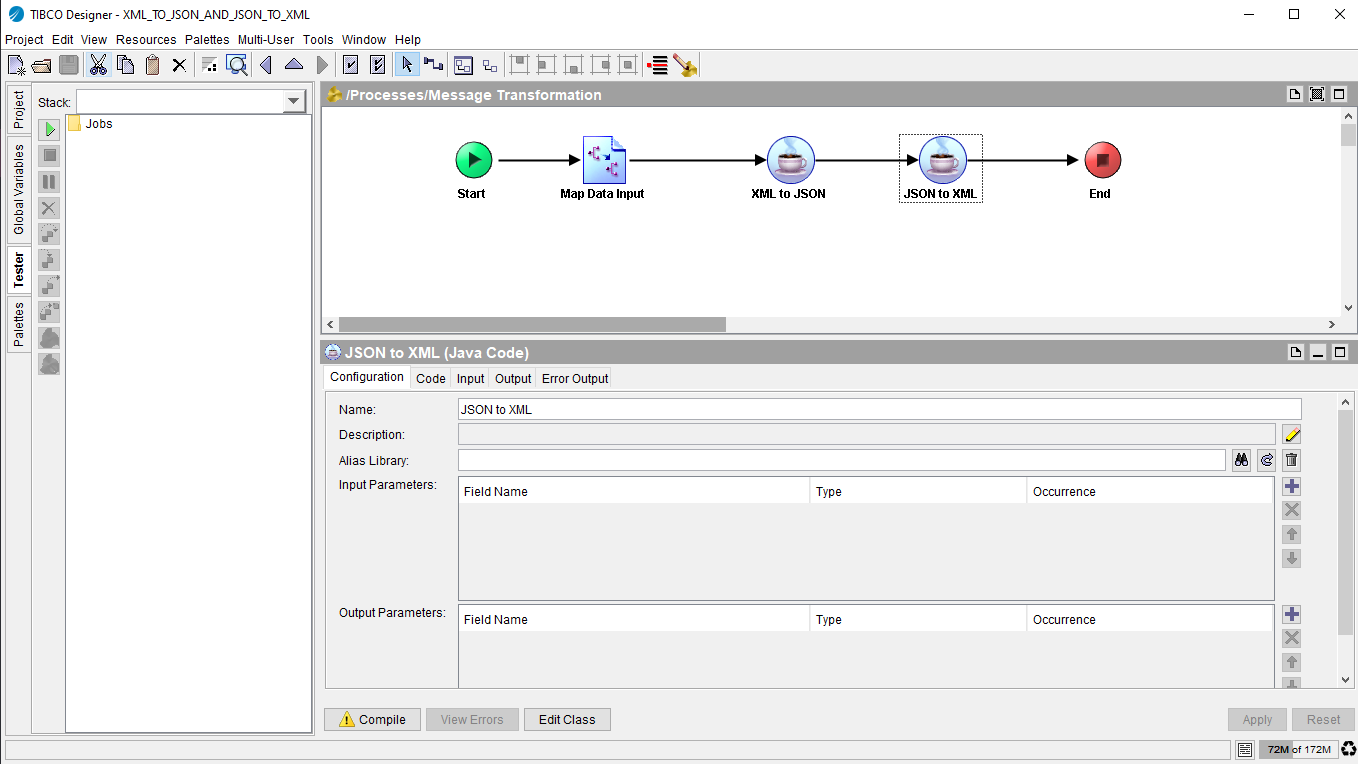 TIBCO Designer - XML_TO_JSON_AND_JSON_TO_XML
Project Edit View Resources Palettes Multi-User Tools Window Help
Project
Global Variables
Tester
Palettes
Stack:
Jobs
/Processes/Message Transformation
Start
Map Data Input
XML to JSON
JSON to XML
End
JSON to XML (Java Code)
Configuration Code Input Output Error Output
Name: JSON to XML
Description:
Alias Library:
Input Parameters:
Field Name Type Occurrence
Output Parameters:
Field Name Type Occurrence
Compile View Errors Edit Class Apply Reset
72M of 172M